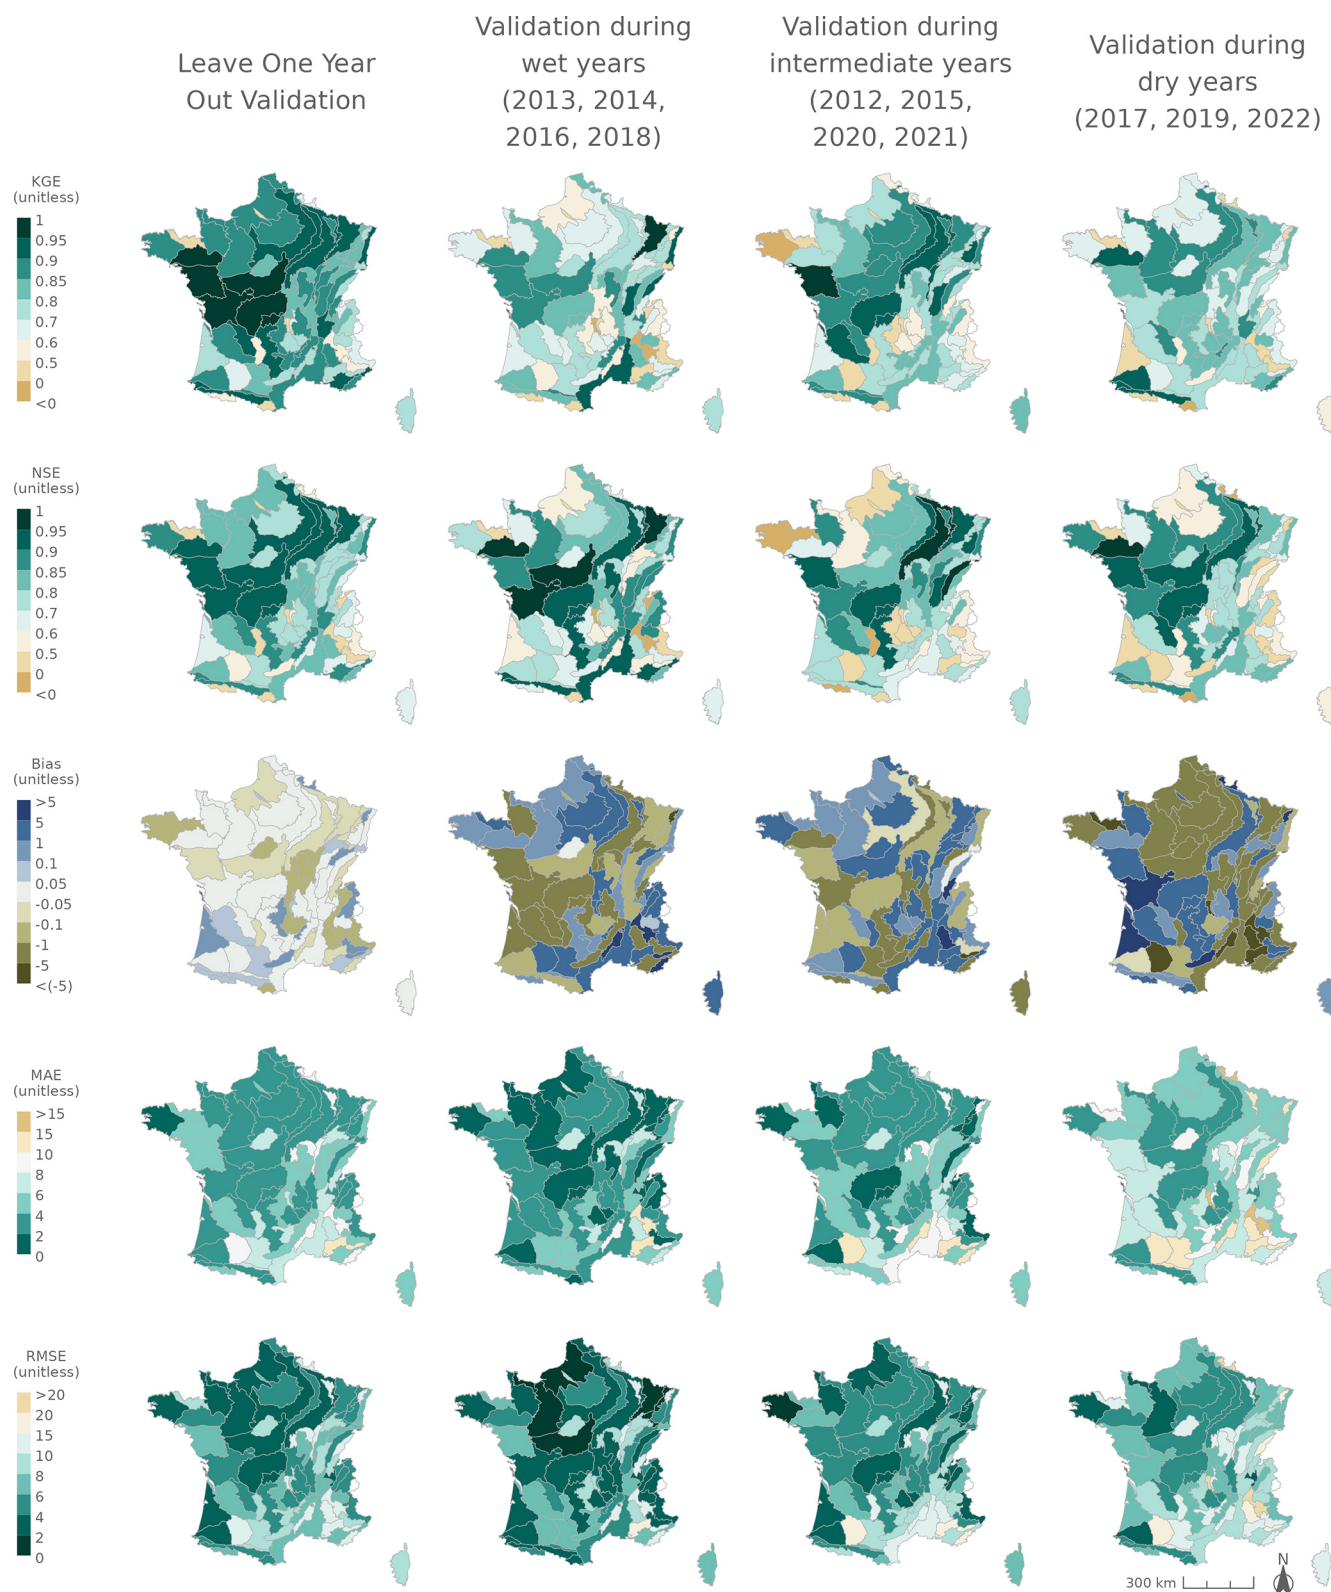 Leave One Year
Out Validation
Validation during
wet years
(2013, 2014,
2016, 2018)
Validation during
intermediate years
(2012, 2015,
2020, 2021)
Validation during
dry years
(2017, 2019, 2022)
KGE
(unitless)
1
0.95
0.9
0.85
0.8
0.7
0.6
0.5
0
<0
NSE
(unitless)
1
0.95
0.9
0.85
0.8
0.7
0.6
0.5
0
<0
Bias
(unitless)
>5
5
1
0.1
0.05
-0.05
-0.1
-1
-5
<(-5)
MAE
(unitless)
>15
15
10
8
6
4
2
0
RMSE
(unitless)
>20
20
15
10
8
6
4
2
0
300 km
N